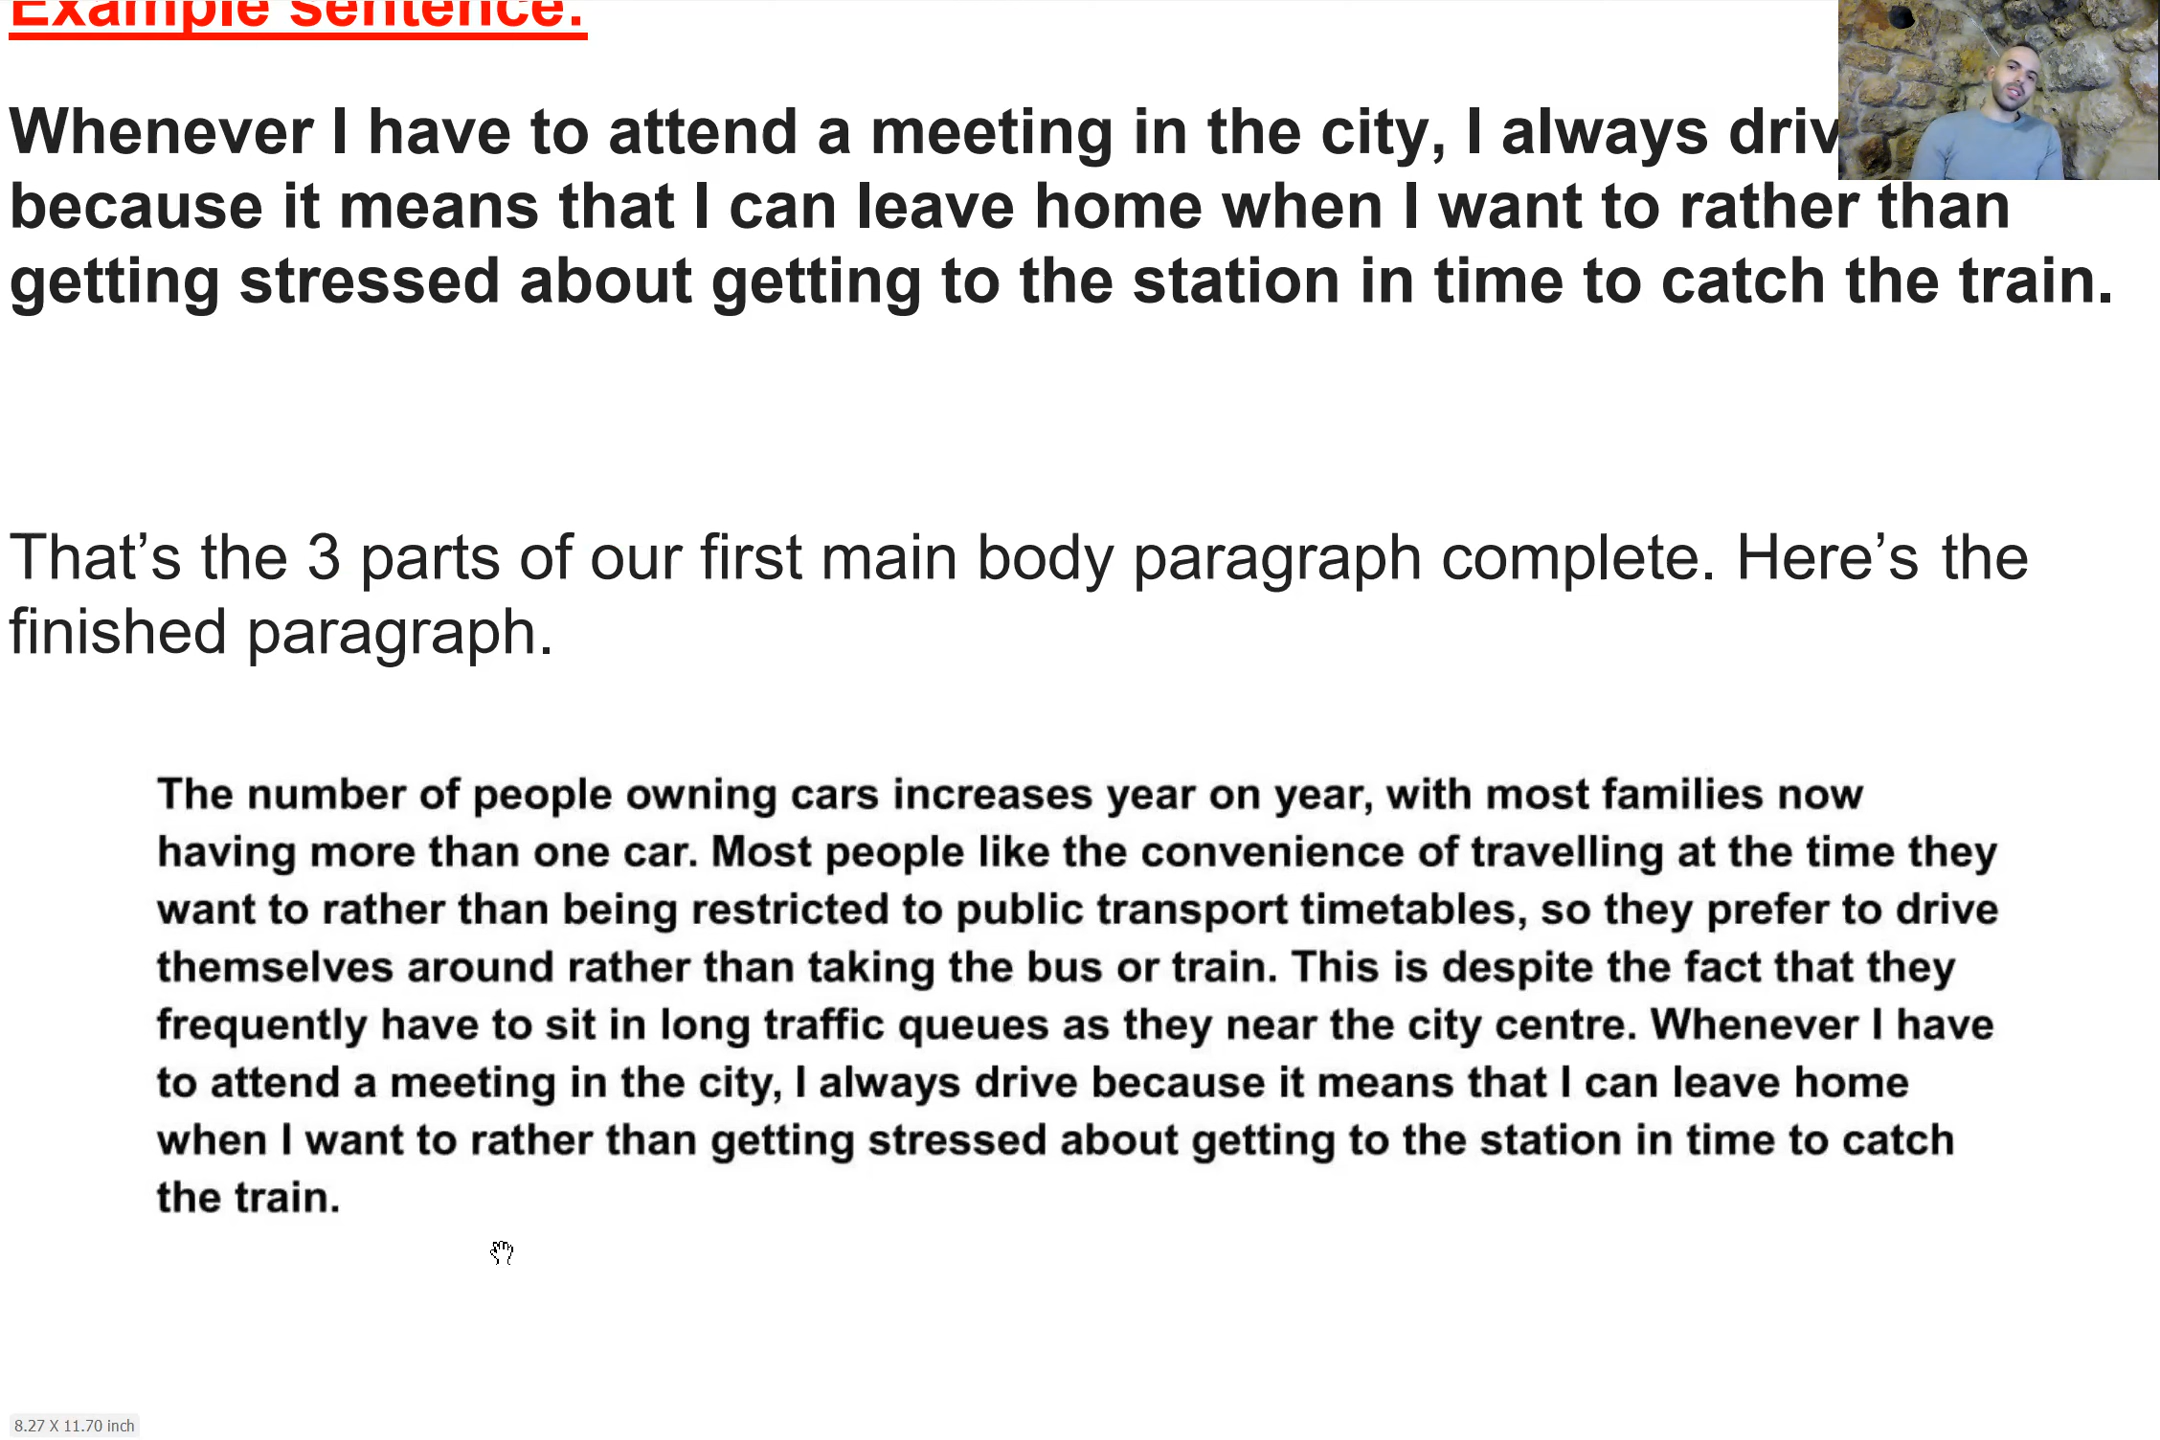 Example sentence.
Whenever I have to attend a meeting in the city, I always
because it means that I can leave home when I want to rather than
getting stressed about getting to the station in time to catch the train.
That’s the 3 parts of our first main body paragraph complete. Here’s the
finished paragraph.
The number of people owning cars increases year on year, with most families now
having more than one car. Most people like the convenience of travelling at the time they
want to rather than being restricted to public transport timetables, so they prefer to drive
themselves around rather than taking the bus or train. This is despite the fact that they
frequently have to sit in long traffic queues as they near the city centre. Whenever I have
to attend a meeting in the city, I always drive because it means that I can leave home
when I want to rather than getting stressed about getting to the station in time to catch
the train.
8.27 X 11.70 inch